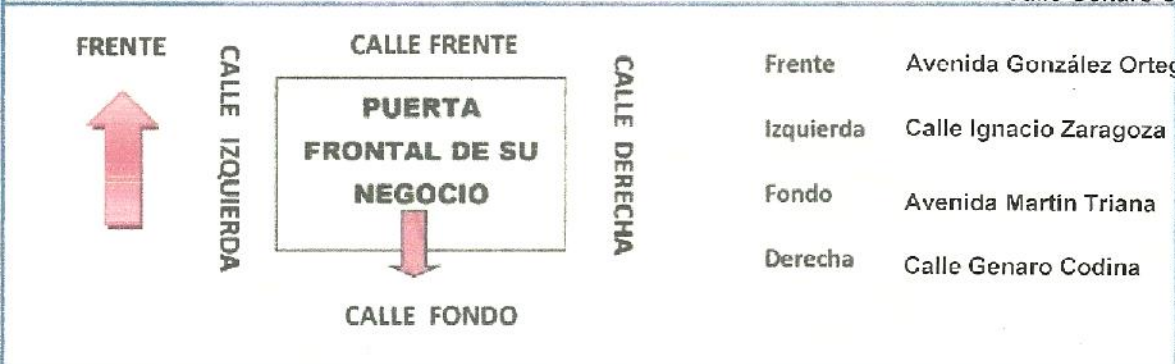 FRENTE
CALLE IZQUIERDA
CALLE FRENTE
PUERTA
FRONTAL DE SU
NEGOCIO
CALLE FONDO
CALLE DERECHA
Frente Avenida González Orteg
Izquierda Calle Ignacio Zaragoza
Fondo Avenida Martín Triana
Derecha Calle Genaro Codina